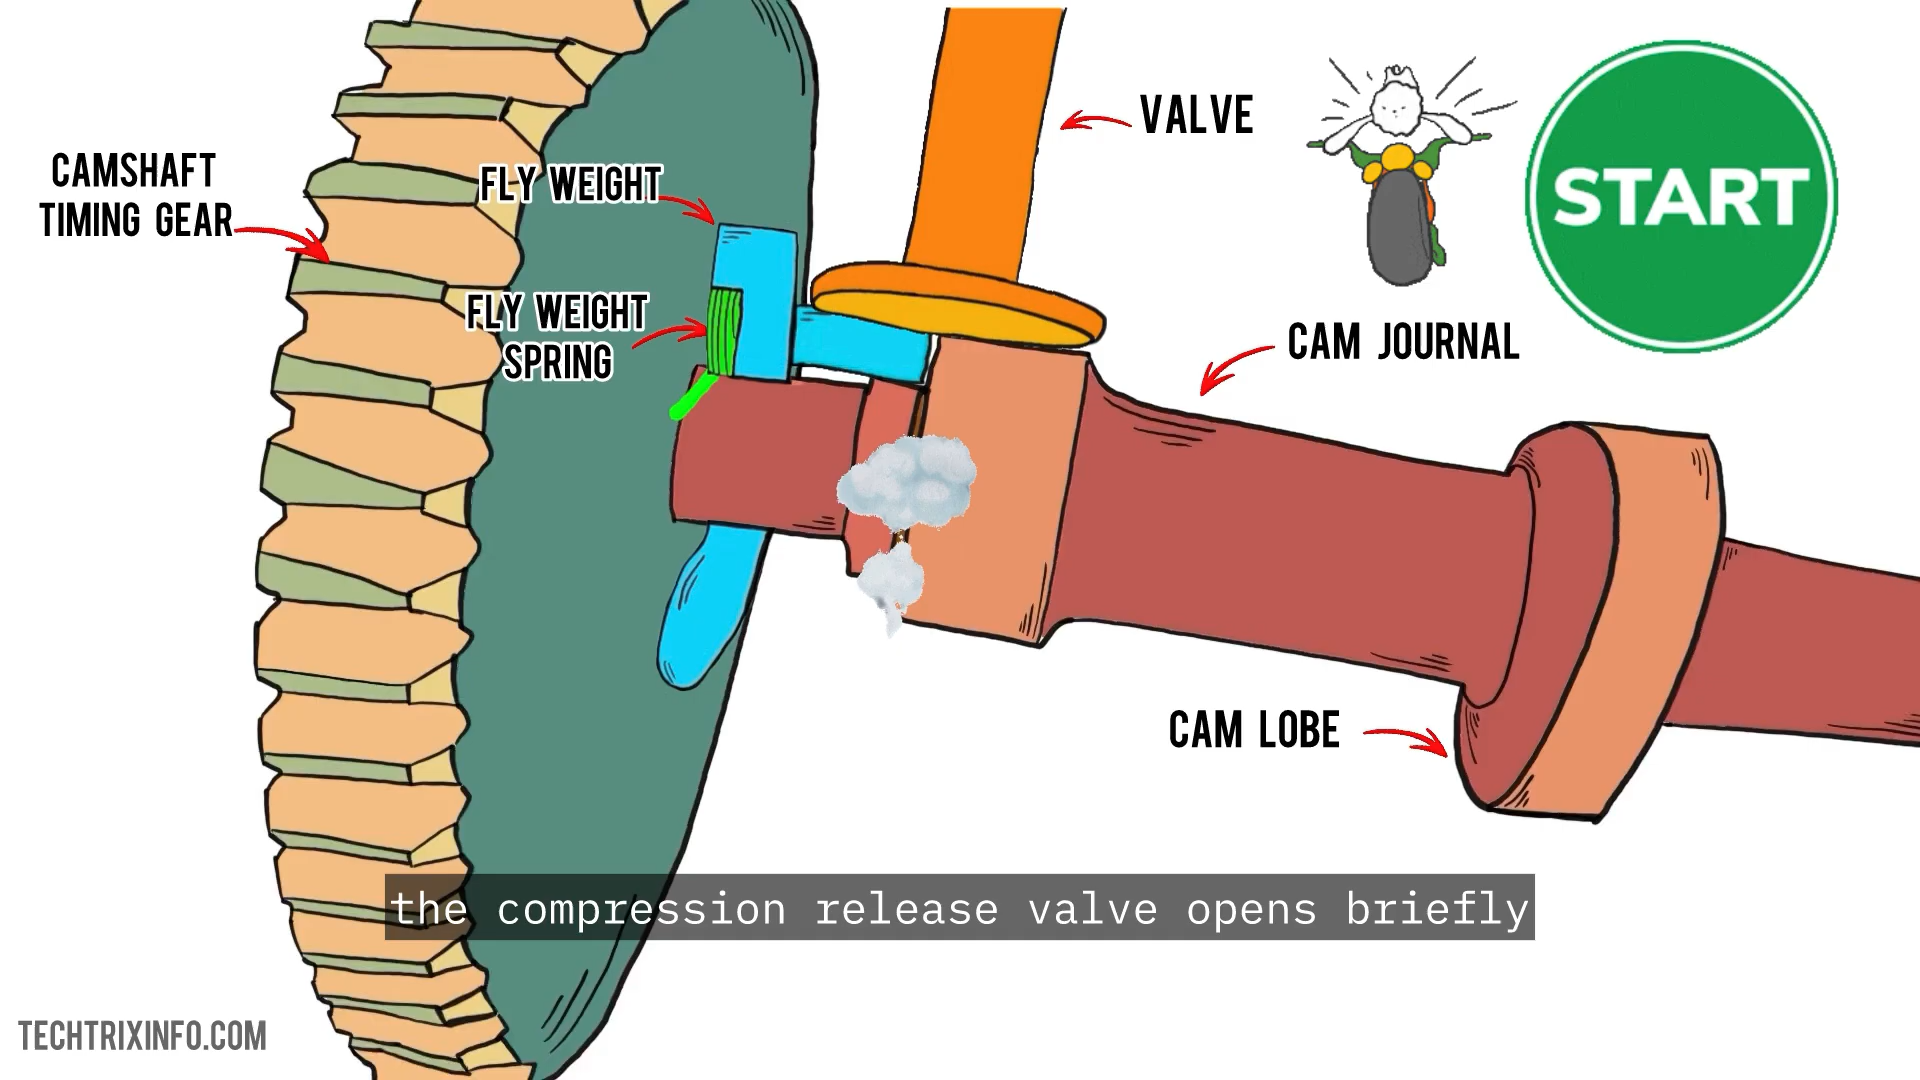 VALVE
START
CAMSHAFT
TIMING GEAR
FLY WEIGHT
FLY WEIGHT
SPRING
CAM JOURNAL
CAM LOBE
the compression release valve opens briefly
TECHTRIXINFO.COM